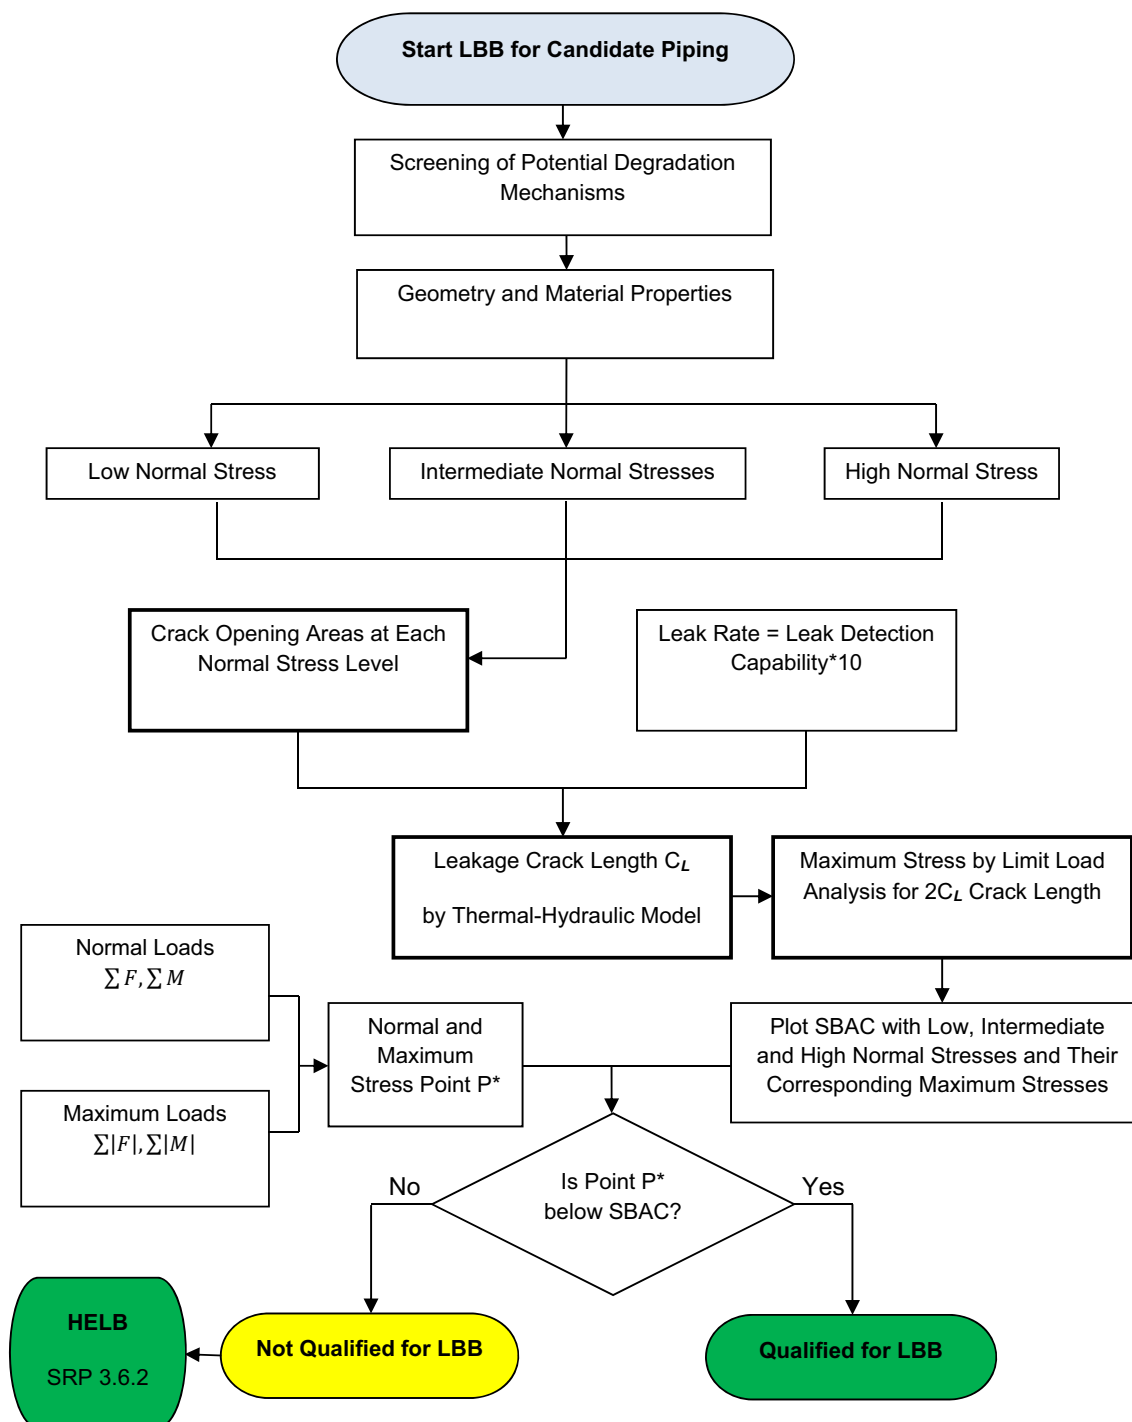 Start LBB for Candidate Piping
Screening of Potential Degradation
Mechanisms
Geometry and Material Properties
Low Normal Stress
Intermediate Normal Stresses
High Normal Stress
Crack Opening Areas at Each
Normal Stress Level
Leak Rate = Leak Detection
Capability*10
Leakage Crack Length C_L
by Thermal-Hydraulic Model
Maximum Stress by Limit Load
Analysis for 2C_L Crack Length
Normal Loads
∑ F, ∑ M
Maximum Loads
∑|F|, ∑|M|
Normal and
Maximum
Stress Point P*
Plot SBAC with Low, Intermediate
and High Normal Stresses and Their
Corresponding Maximum Stresses
Is Point P*
below SBAC?
No
Yes
HELB
SRP 3.6.2
Not Qualified for LBB
Qualified for LBB